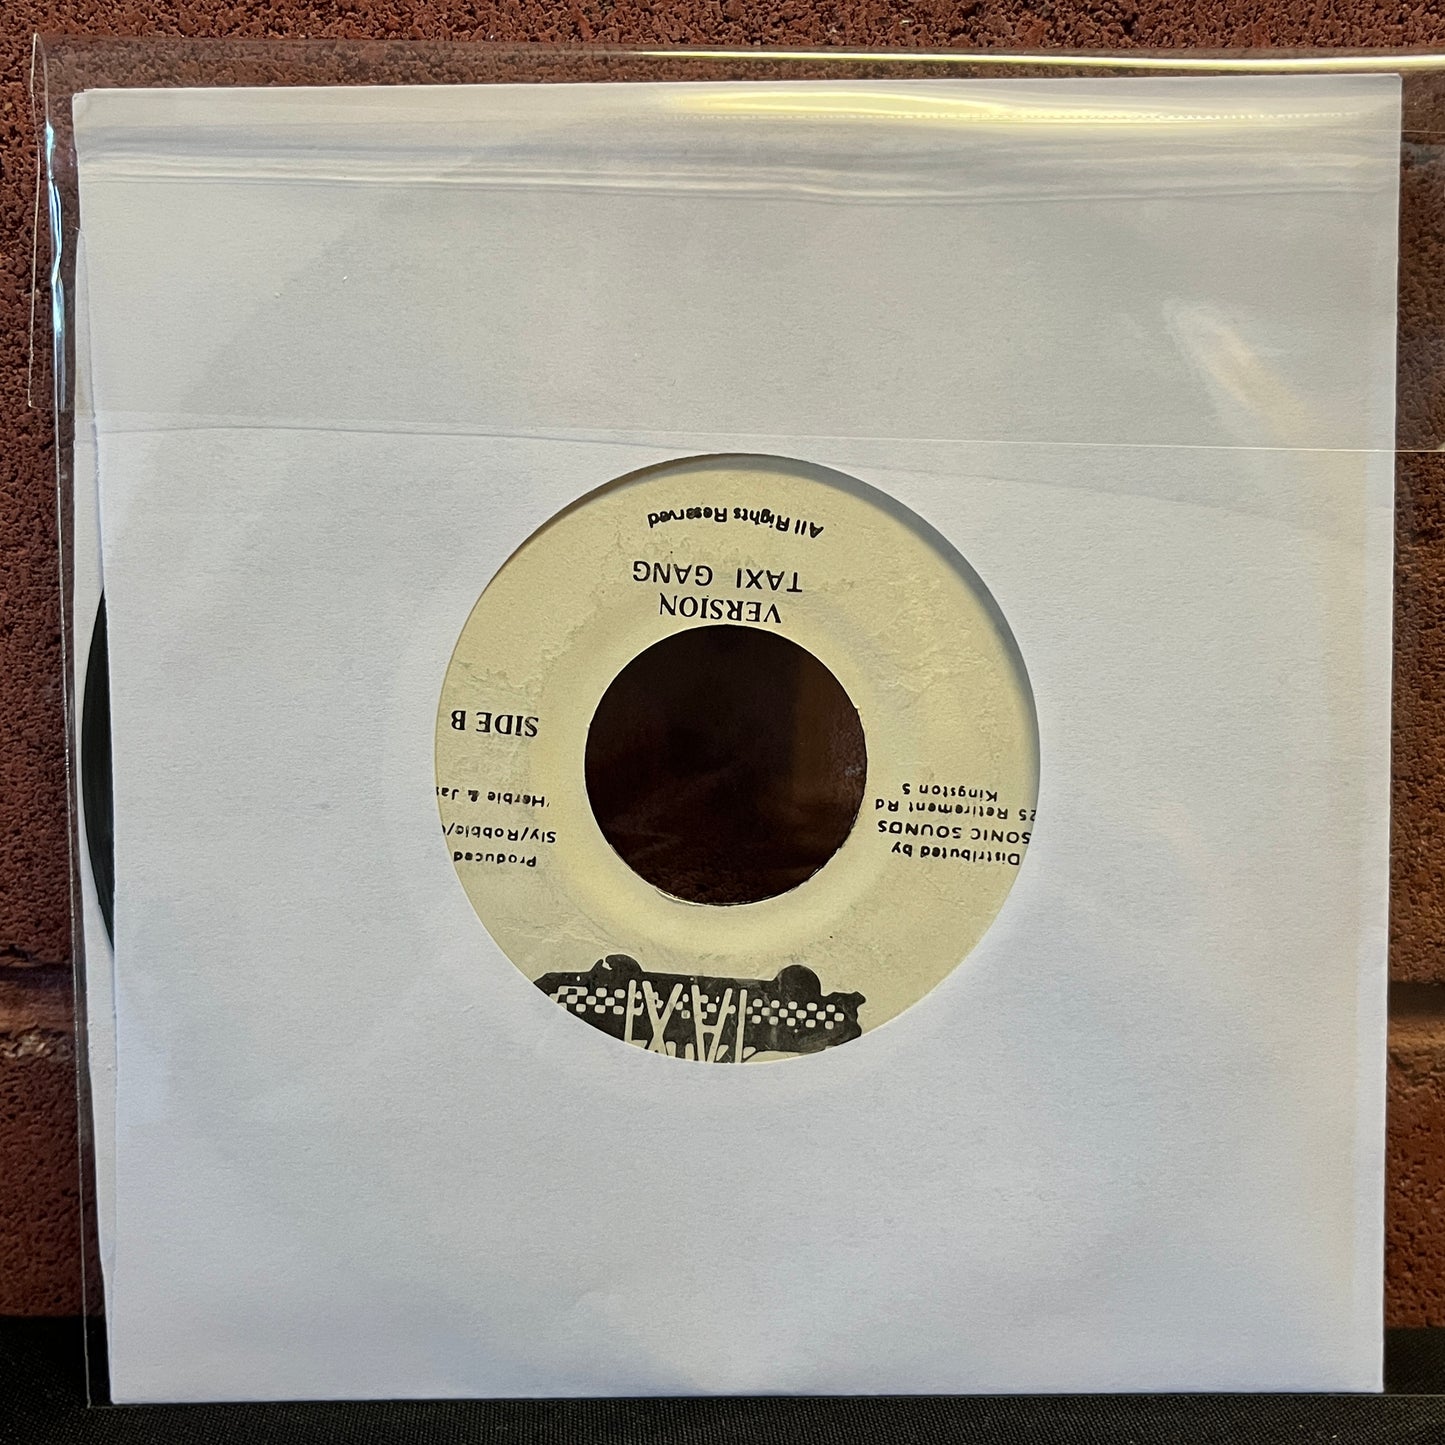 TAXI
Distributed by
SONIC SOUNDS
25 Retirement Rd
Kingston 5
Produced
Sly/Robbie/
'Herbie &
SIDE B
VERSION
TAXI GANG
All Rights Reserved